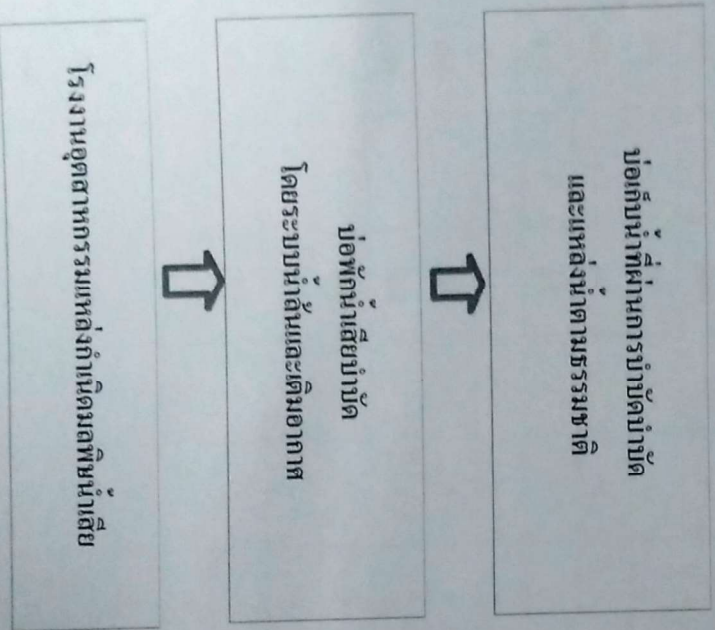 บ่อเก็บน้ำที่ผ่านการบำบัดบำบัด
และแหล่งน้ำตามธรรมชาติ
บ่อพักน้ำเสียบำบัด
โดยระบบน้ำล้นและเติมอากาศ
โรงงานอุตสาหกรรมแหล่งกำเนิดมลพิษน้ำเสีย